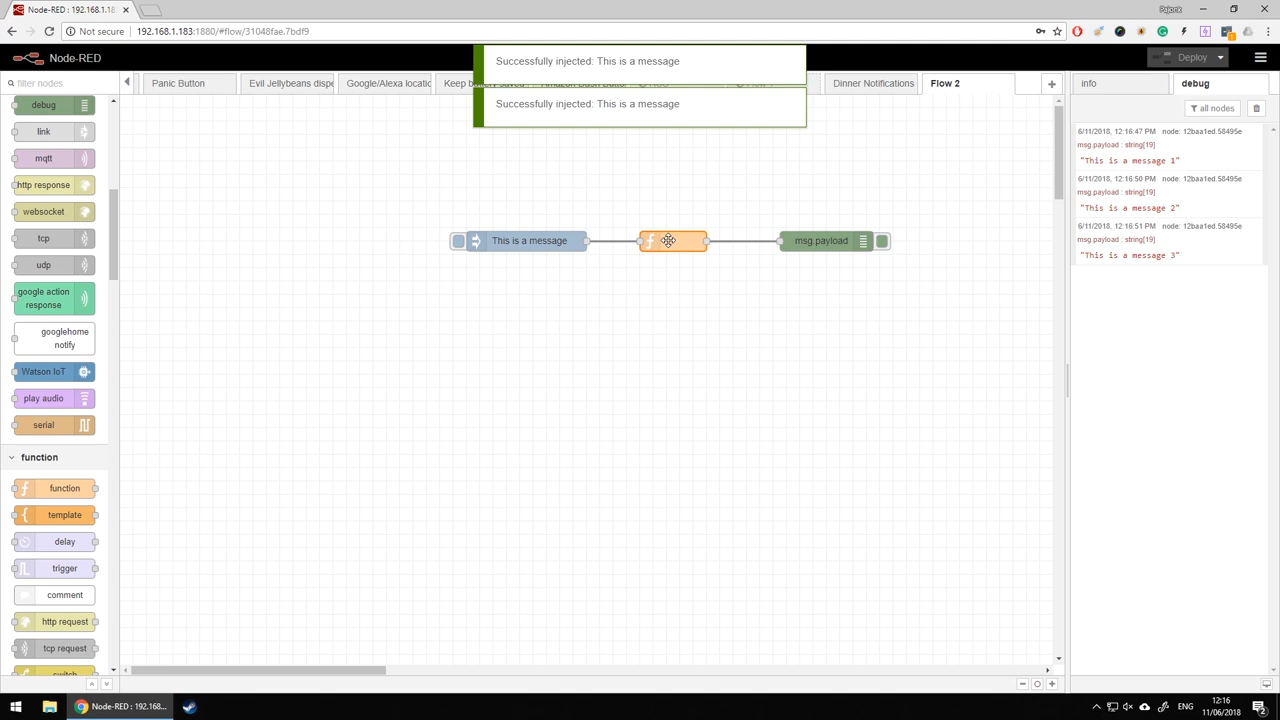 Node-RED : 192.168.1.18
Pajock
Not secure
192.168.1.183:1880/#flow/31048fae.7bdf9
Node-RED
Deploy
Successfully injected: This is a message
Successfully injected: This is a message
filter nodes
Panic Button
Evil Jellybeans dispe
Google/Alexa locatio
Dinner Notifications
Flow 2
info
debug
all nodes
debug
link
mqtt
http response
websocket
tcp
udp
google action
response
googlehome
notify
Watson IoT
play audio
serial
function
function
template
delay
trigger
comment
http request
tcp request
switch
This is a message
msg.payload
6/11/2018, 12:16:47 PM node: 12baa1ed.58495e
msg.payload : string[19]
"This is a message 1"
6/11/2018, 12:16:50 PM node: 12baa1ed.58495e
msg.payload : string[19]
"This is a message 2"
6/11/2018, 12:16:51 PM node: 12baa1ed.58495e
msg.payload : string[19]
"This is a message 3"
Node-RED : 192.168...
ENG
12:16
11/06/2018
2